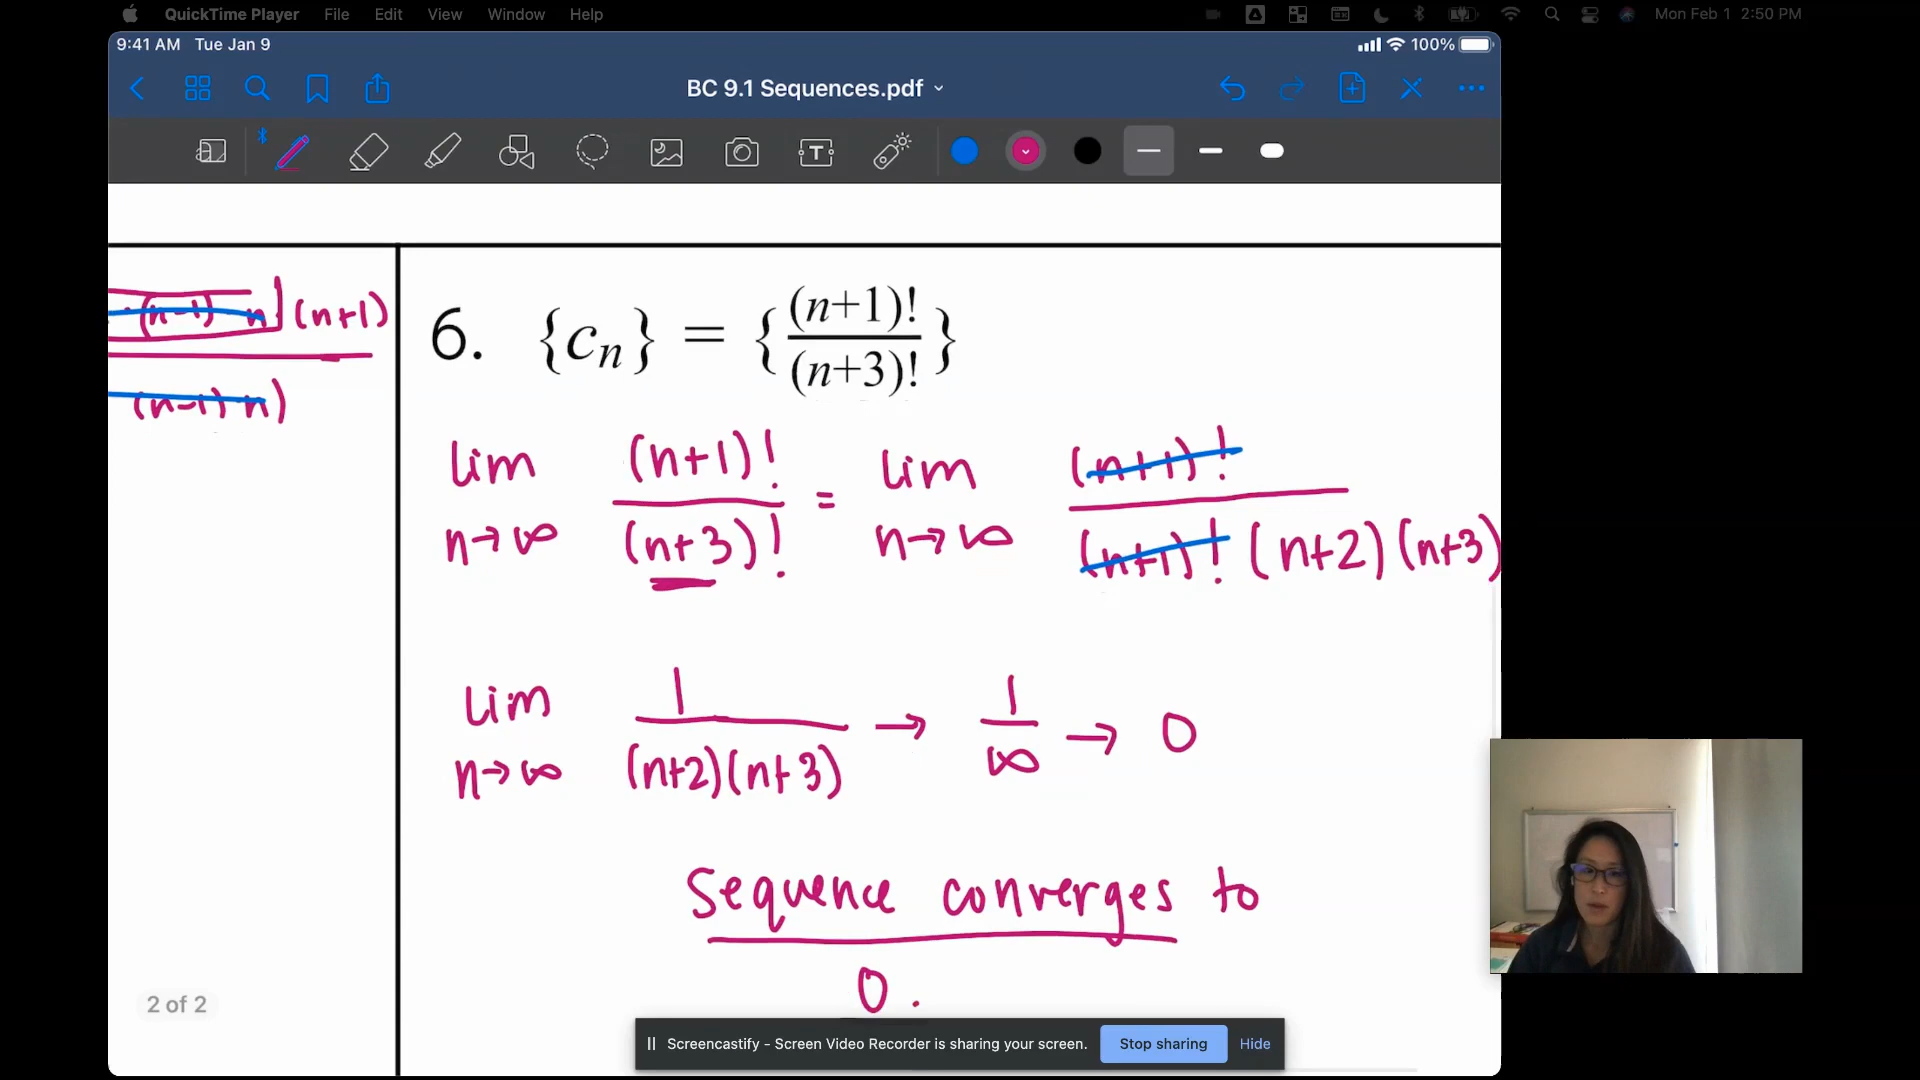 QuickTime Player File Edit View Window Help Mon Feb 1 2:50 PM
9:41 AM Tue Jan 9 100%
BC 9.1 Sequences.pdf
T
(n-1) n] (n+1)
(n-1) n)
6. {cₙ} = {(n+1)!
(n+3)!}
lim (n+1)! = lim (n+1)!
n→∞ (n+3)! n→∞ (n+1)! (n+2) (n+3)
lim 1 → 1 → 0
n→∞ (n+2)(n+3) ∞
Sequence converges to
0.
2 of 2
Screencastify - Screen Video Recorder is sharing your screen. Stop sharing Hide